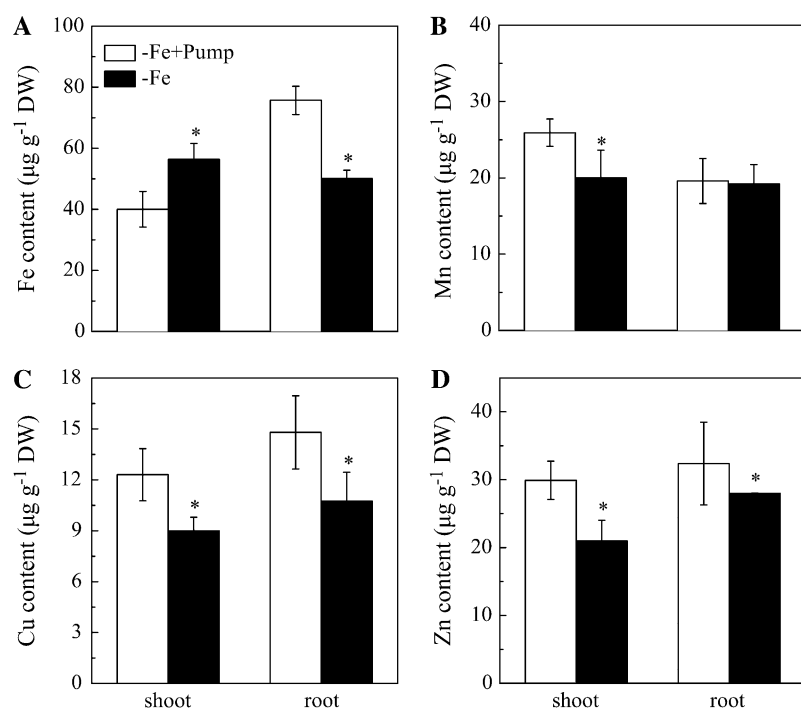 A
Fe content (µg g⁻¹ DW)
100
80
60
40
20
0
-Fe+Pump
-Fe
*
*
B
Mn content (µg g⁻¹ DW)
40
30
20
10
0
*
C
Cu content (µg g⁻¹ DW)
18
15
12
9
6
3
0
*
*
shoot root
D
Zn content (µg g⁻¹ DW)
40
30
20
10
0
*
*
shoot root